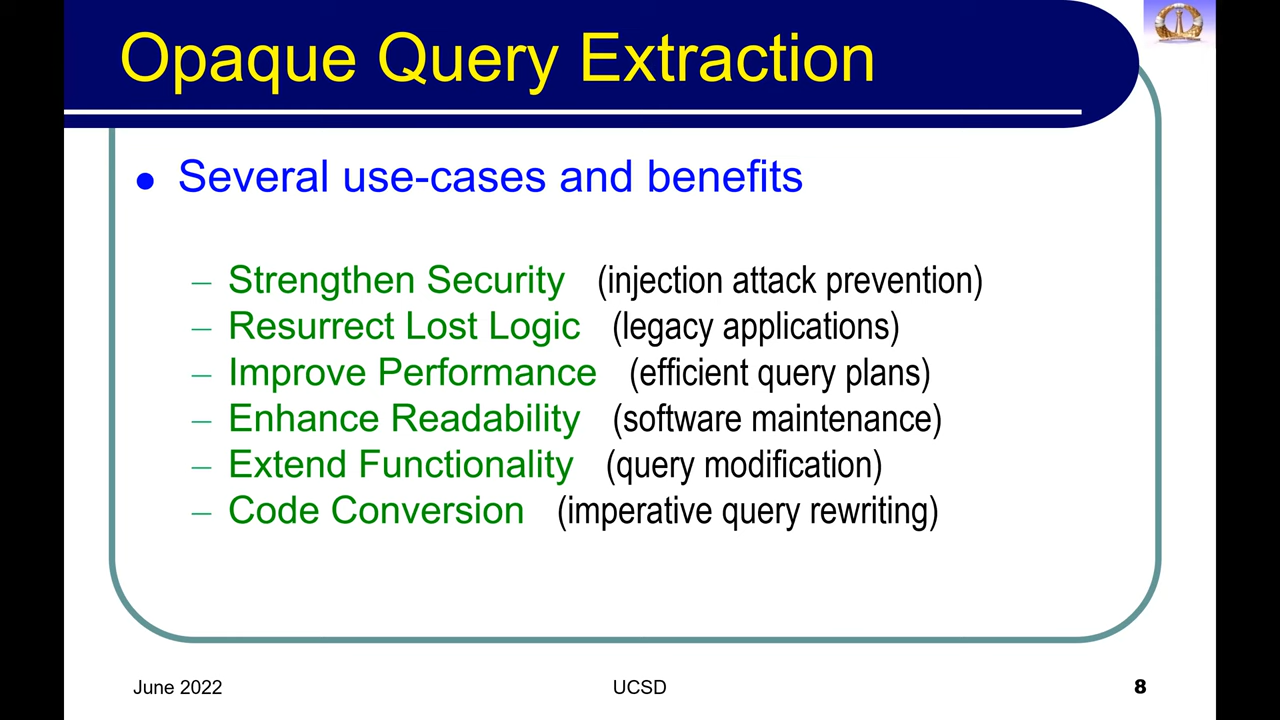 Opaque Query Extraction
● Several use-cases and benefits
– Strengthen Security (injection attack prevention)
– Resurrect Lost Logic (legacy applications)
– Improve Performance (efficient query plans)
– Enhance Readability (software maintenance)
– Extend Functionality (query modification)
– Code Conversion (imperative query rewriting)
June 2022 UCSD 8